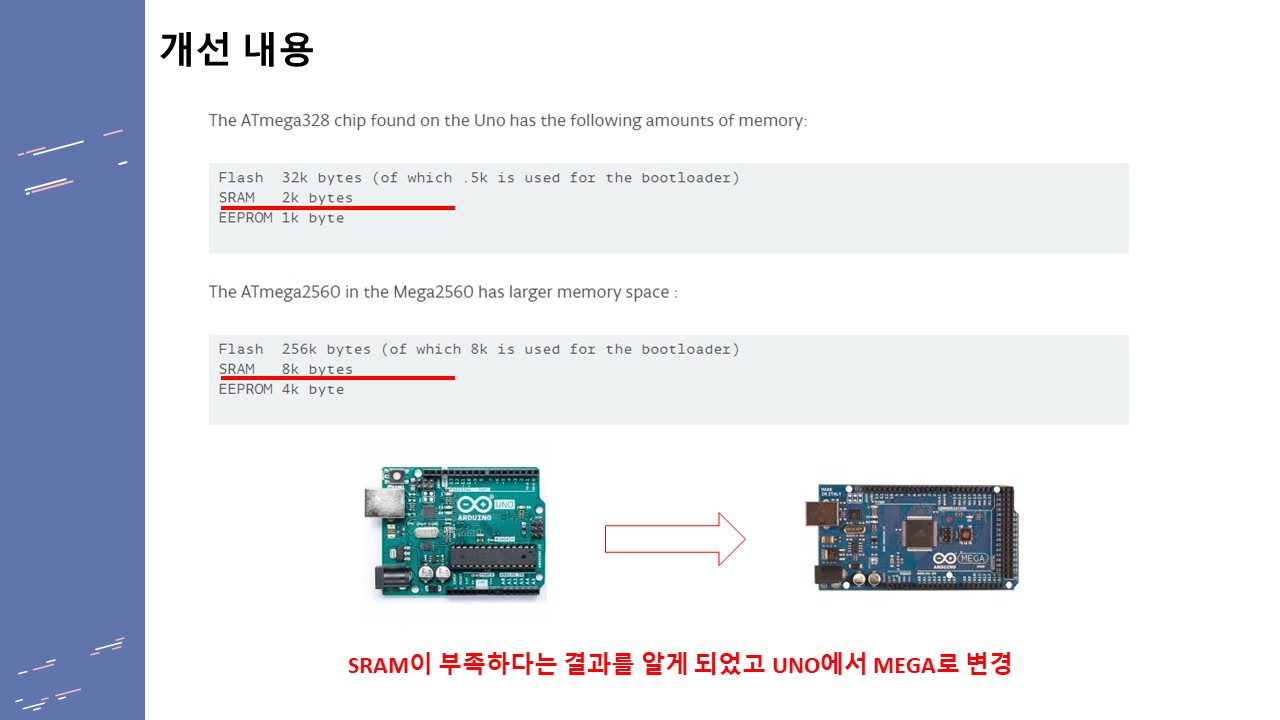 개선 내용
The ATmega328 chip found on the Uno has the following amounts of memory:
Flash 32k bytes (of which .5k is used for the bootloader)
SRAM 2k bytes
EEPROM 1k byte
The ATmega2560 in the Mega2560 has larger memory space :
Flash 256k bytes (of which 8k is used for the bootloader)
SRAM 8k bytes
EEPROM 4k byte
UNO
ARDUINO
MADE
IN ITALY
MEGA
ARDUINO
SRAM이 부족하다는 결과를 알게 되었고 UNO에서 MEGA로 변경